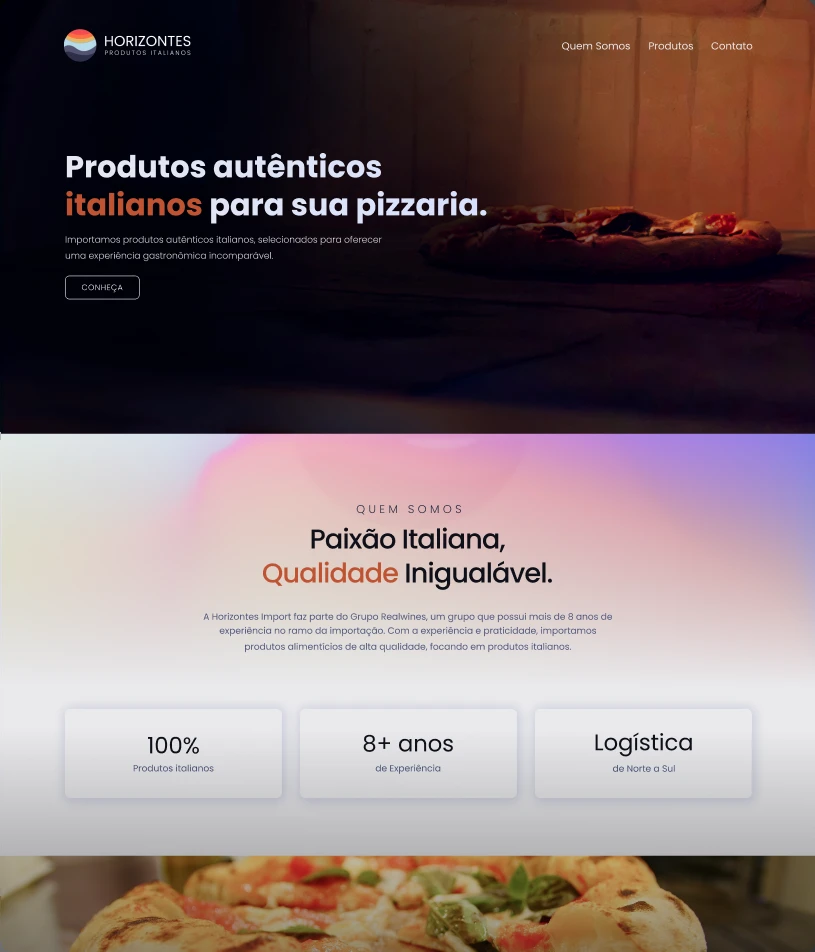 HORIZONTES
PRODUTOS ITALIANOS
Quem Somos Produtos Contato
Produtos autênticos
italianos para sua pizzaria.
Importamos produtos autênticos italianos, selecionados para oferecer
uma experiência gastronômica incomparável.
CONHEÇA
QUEM SOMOS
Paixão Italiana,
Qualidade Inigualável.
A Horizontes Import faz parte do Grupo Realwines, um grupo que possui mais de 8 anos de
experiência no ramo da importação. Com a experiência e praticidade, importamos
produtos alimentícios de alta qualidade, focando em produtos italianos.
100%
Produtos italianos
8+ anos
de Experiência
Logística
de Norte a Sul